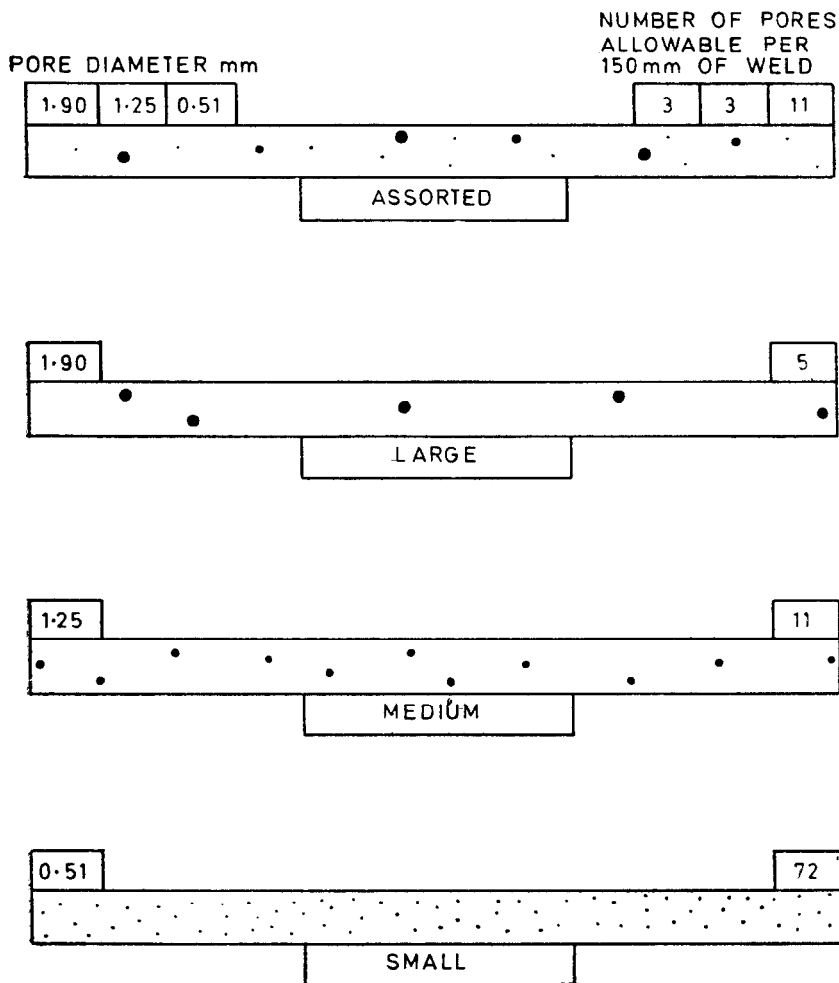 NUMBER OF PORES
ALLOWABLE PER
150mm OF WELD
PORE DIAMETER mm
1·90 1·25 0·51 3 3 11
ASSORTED
1·90 5
LARGE
1·25 11
MEDIUM
0·51 72
SMALL